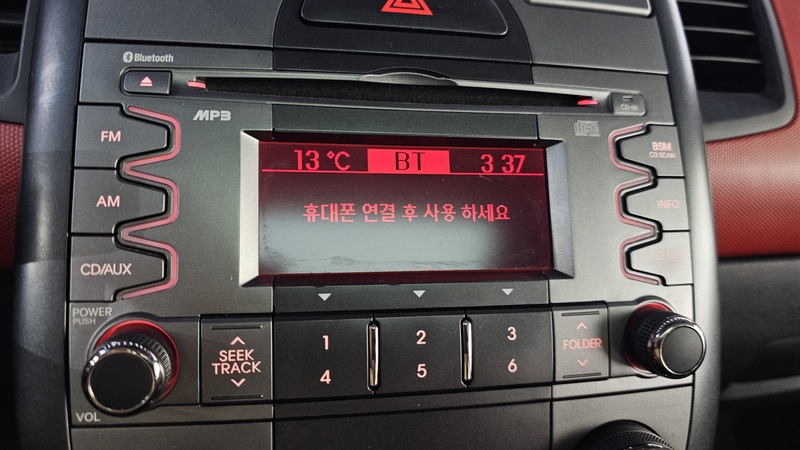 Bluetooth
MP3
CD-IN
FM
AM
CD/AUX
13 °C BT 3 37
휴대폰 연결 후 사용 하세요
BSM
CD SCAN
INFO
POWER
PUSH
VOL
SEEK
TRACK
1 2 3
4 5 6
FOLDER